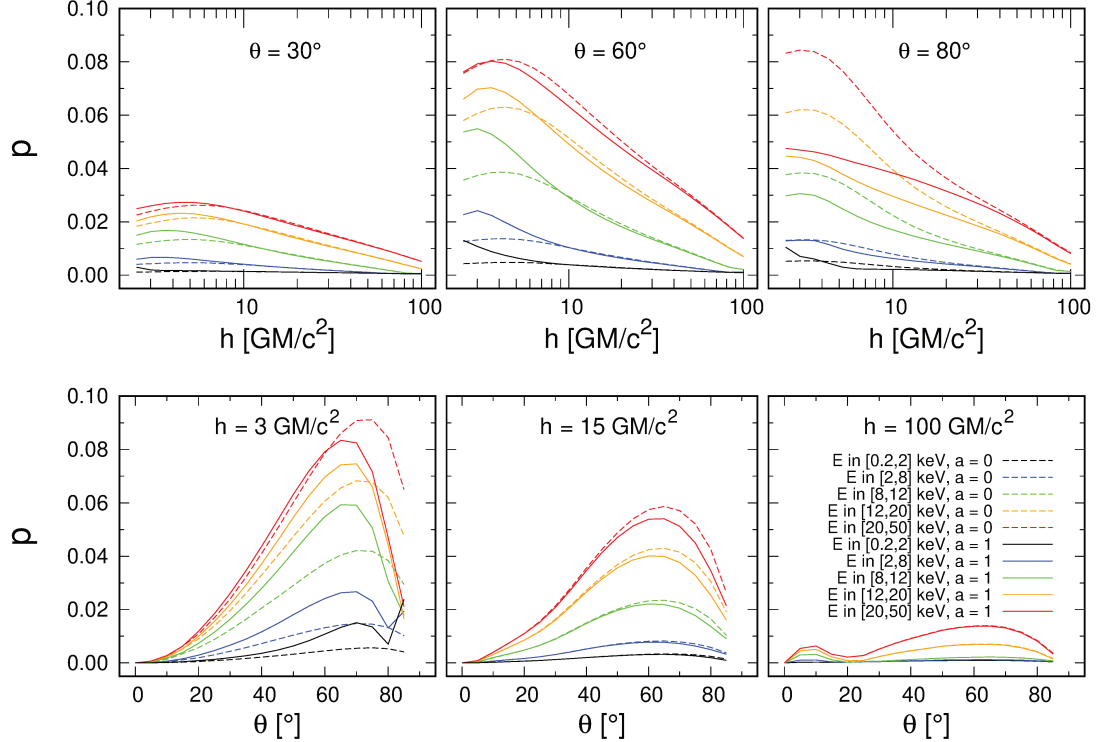 0.10
0.08
0.06
0.04
0.02
0.00
p
θ = 30°
θ = 60°
θ = 80°
10 100
10 100
10 100
h [GM/c²]
h [GM/c²]
h [GM/c²]
0.10
0.08
0.06
0.04
0.02
0.00
p
h = 3 GM/c²
h = 15 GM/c²
h = 100 GM/c²
E in [0.2,2] keV, a = 0
E in [2,8] keV, a = 0
E in [8,12] keV, a = 0
E in [12,20] keV, a = 0
E in [20,50] keV, a = 0
E in [0.2,2] keV, a = 1
E in [2,8] keV, a = 1
E in [8,12] keV, a = 1
E in [12,20] keV, a = 1
E in [20,50] keV, a = 1
0 20 40 60 80
0 20 40 60 80
0 20 40 60 80
θ [°]
θ [°]
θ [°]